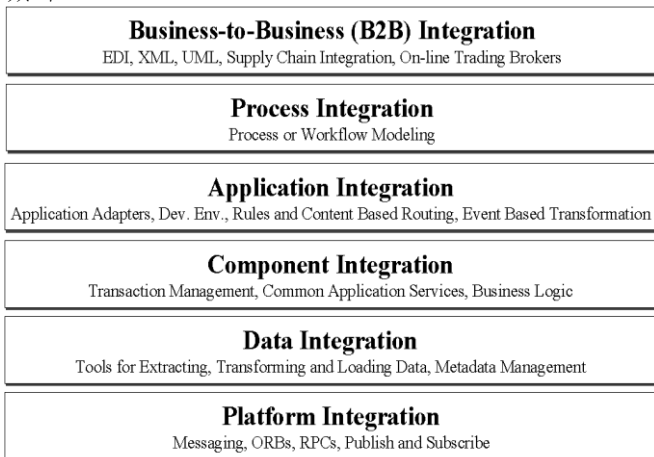 Business-to-Business (B2B) Integration
EDI, XML, UML, Supply Chain Integration, On-line Trading Brokers
Process Integration
Process or Workflow Modeling
Application Integration
Application Adapters, Dev. Env., Rules and Content Based Routing, Event Based Transformation
Component Integration
Transaction Management, Common Application Services, Business Logic
Data Integration
Tools for Extracting, Transforming and Loading Data, Metadata Management
Platform Integration
Messaging, ORBs, RPCs, Publish and Subscribe